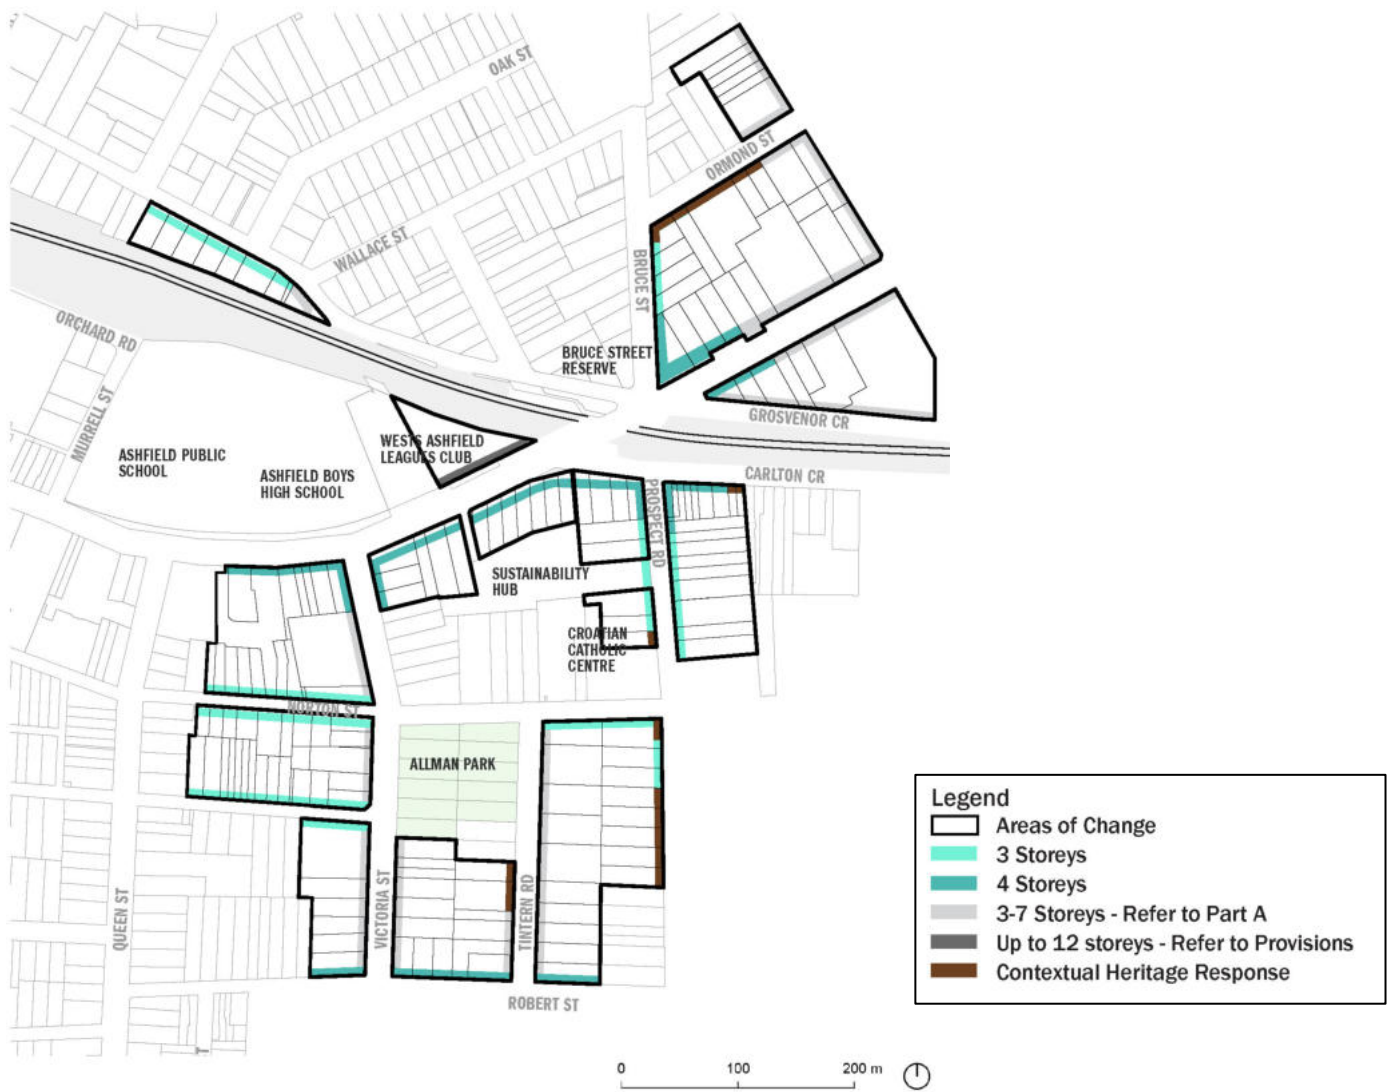 OAK ST
ORMOND ST
WALLACE ST
BRUCE ST
ORCHARD RD
BRUCE STREET
RESERVE
MURRELL ST
GROSVENOR CR
WESTS ASHFIELD
LEAGUES CLUB
ASHFIELD PUBLIC
SCHOOL
ASHFIELD BOYS
HIGH SCHOOL
CARLTON CR
PROSPECT RD
SUSTAINABILITY
HUB
CROATIAN
CATHOLIC
CENTRE
NORTON ST
ALLMAN PARK
QUEEN ST
VICTORIA ST
TINTERN RD
ROBERT ST
T
Legend
Areas of Change
3 Storeys
4 Storeys
3-7 Storeys - Refer to Part A
Up to 12 storeys - Refer to Provisions
Contextual Heritage Response
0 100 200 m